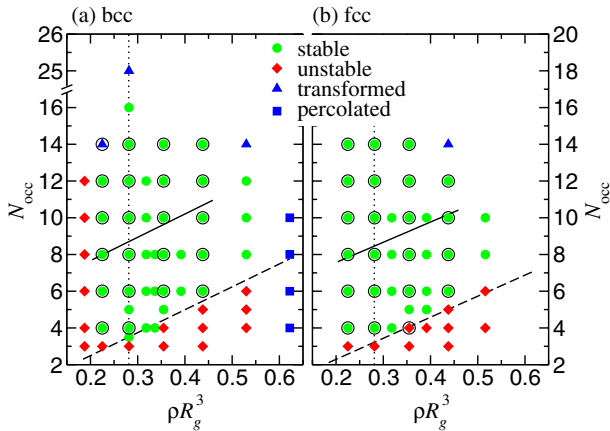 (a) bcc
(b) fcc
stable
unstable
transformed
percolated
26
25
16
14
12
10
8
6
4
2
N_occ
20
18
16
14
12
10
8
6
4
2
N_occ
0.2 0.3 0.4 0.5 0.6
0.2 0.3 0.4 0.5 0.6
ρR_g^3
ρR_g^3